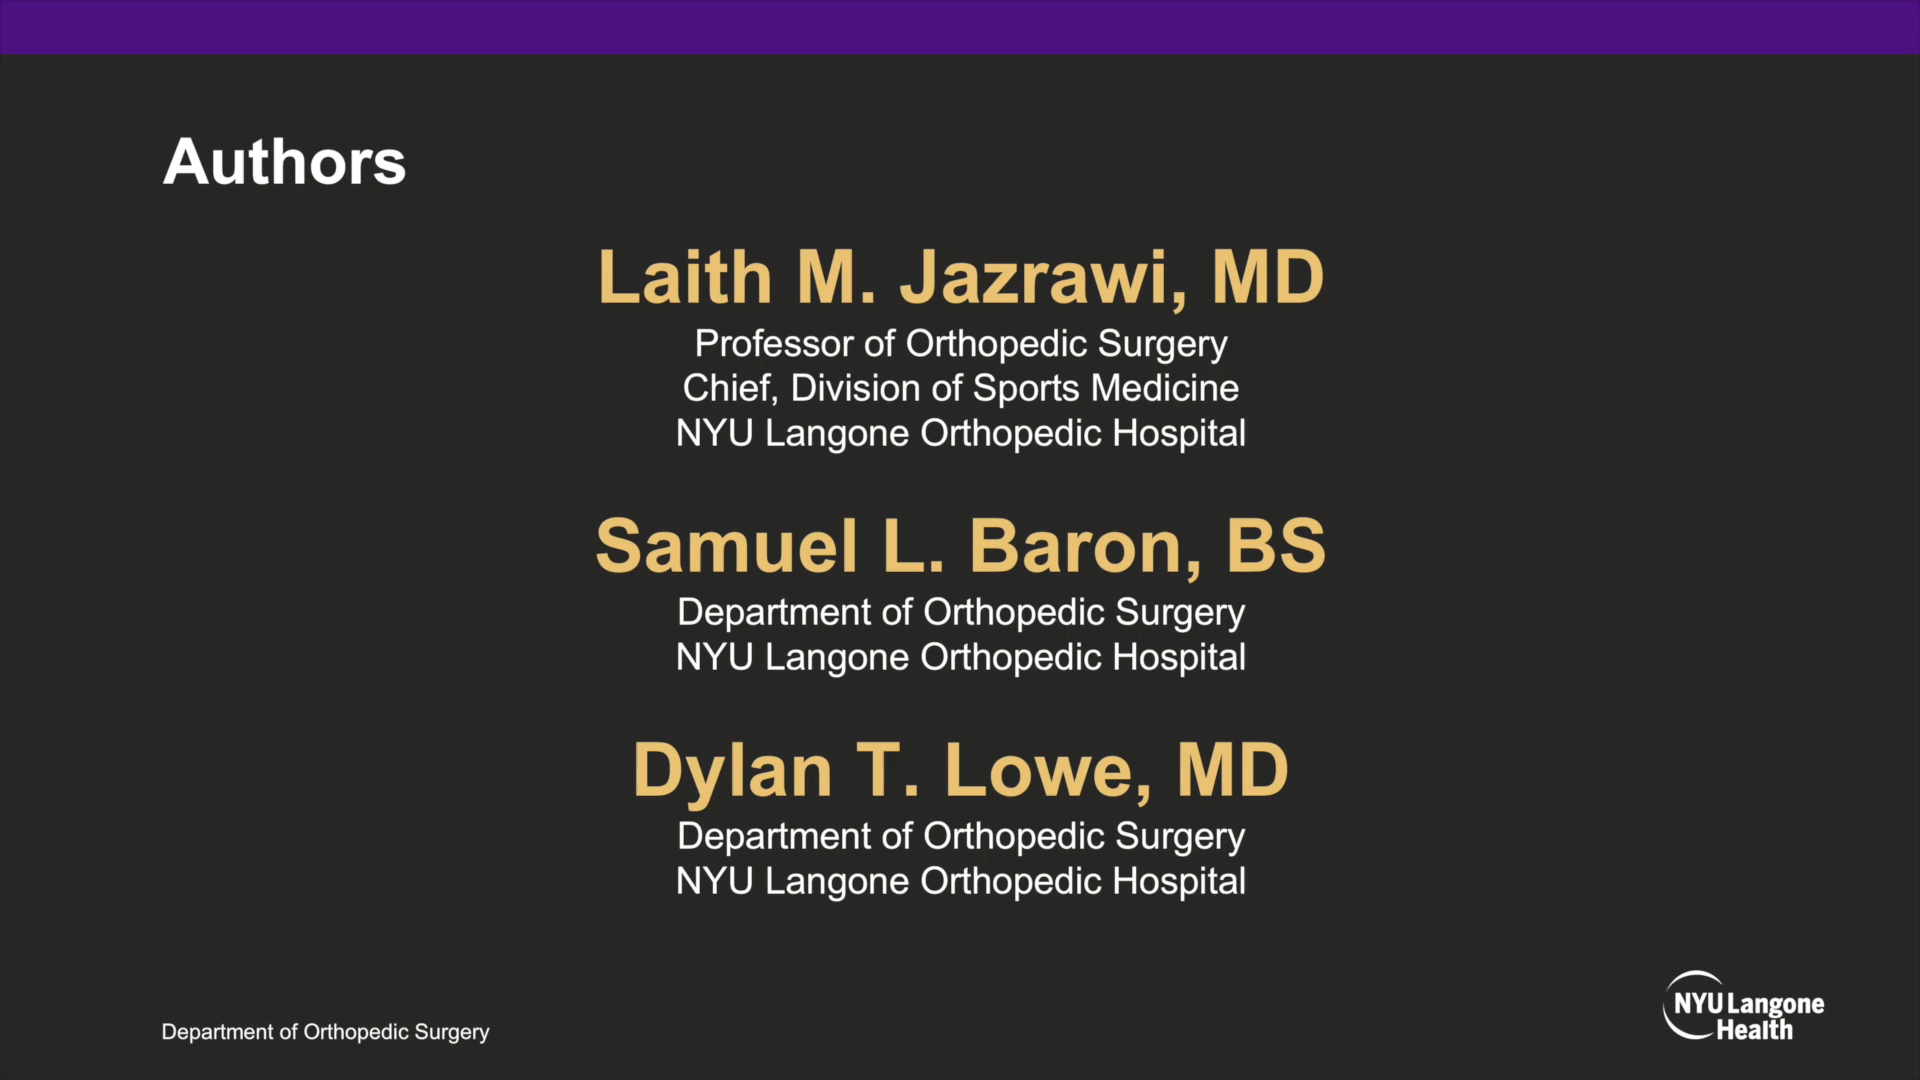 Authors
Laith M. Jazrawi, MD
Professor of Orthopedic Surgery
Chief, Division of Sports Medicine
NYU Langone Orthopedic Hospital
Samuel L. Baron, BS
Department of Orthopedic Surgery
NYU Langone Orthopedic Hospital
Dylan T. Lowe, MD
Department of Orthopedic Surgery
NYU Langone Orthopedic Hospital
Department of Orthopedic Surgery
NYU Langone
Health